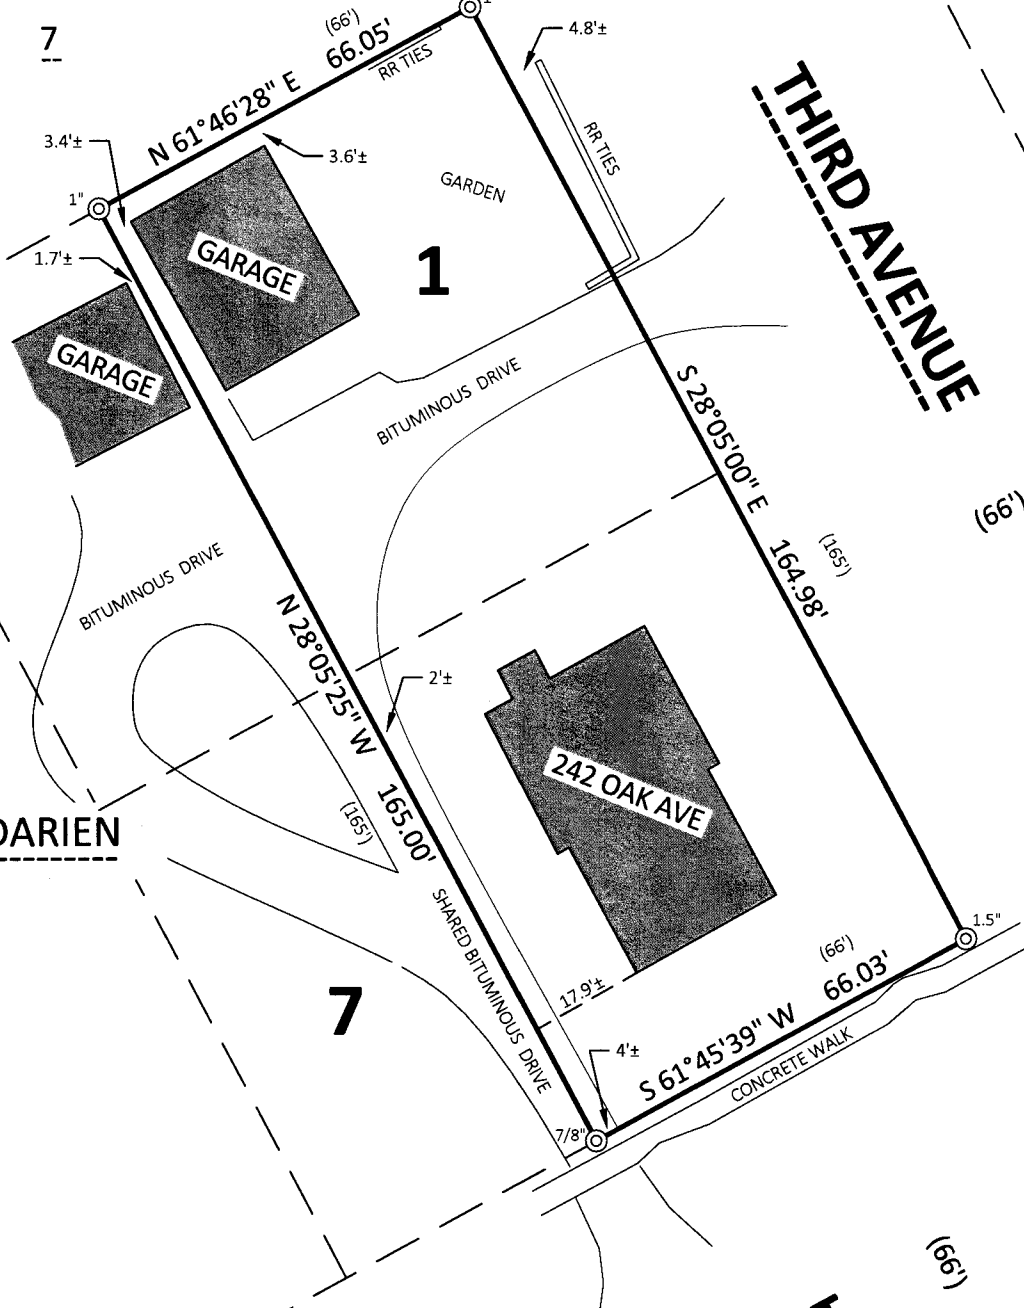 7
(66')
66.05'
N 61°46'28" E
RR TIES
4.8'±
3.4'±
3.6'±
1"
1.7'±
RR TIES
THIRD AVENUE
GARDEN
GARAGE
1
GARAGE
BITUMINOUS DRIVE
S 28°05'00" E
164.98'
(165')
(66')
BITUMINOUS DRIVE
N 28°05'25" W
165.00'
(165')
2'±
242 OAK AVE
DARIEN
SHARED BITUMINOUS DRIVE
1.5"
(66')
66.03'
S 61°45'39" W
17.9'±
7
4'±
CONCRETE WALK
7/8"
(66')